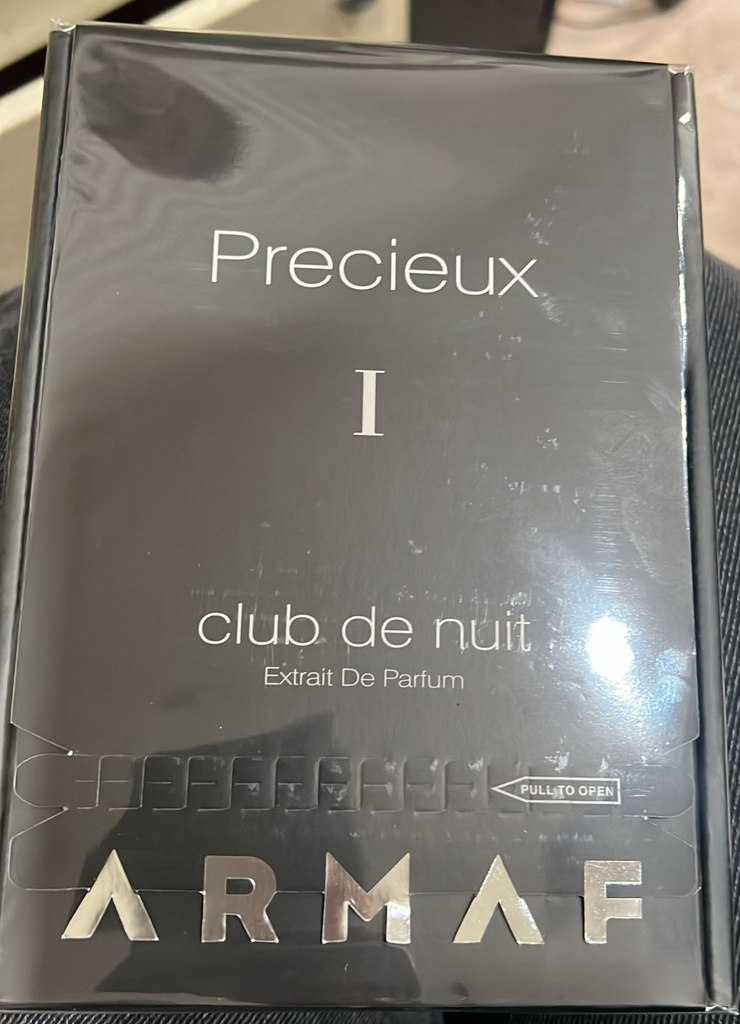 Precieux
I
club de nuit
Extrait De Parfum
PULL TO OPEN
ARMAF